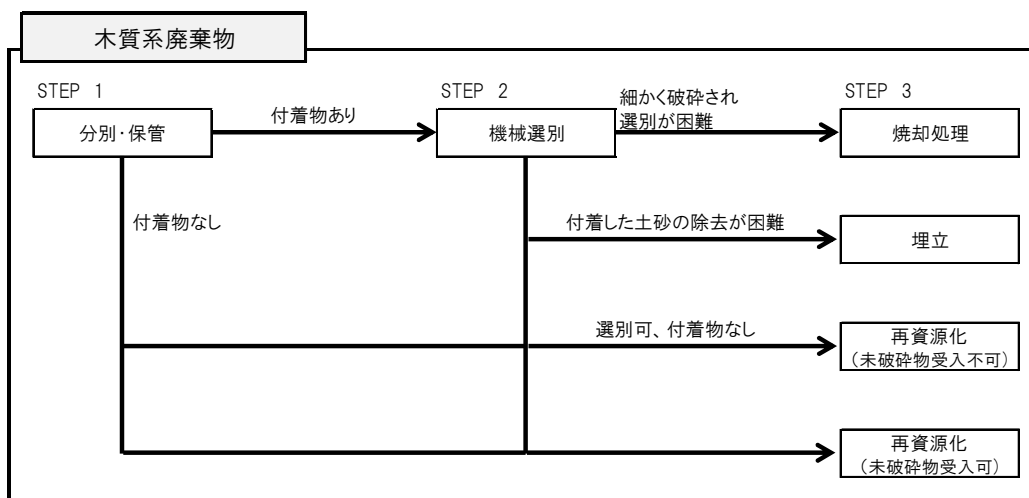 木質系廃棄物
STEP 1
STEP 2
STEP 3
分別・保管
付着物あり
機械選別
細かく破砕され
選別が困難
焼却処理
付着物なし
付着した土砂の除去が困難
埋立
選別可、付着物なし
再資源化
（未破砕物受入不可）
再資源化
（未破砕物受入可）